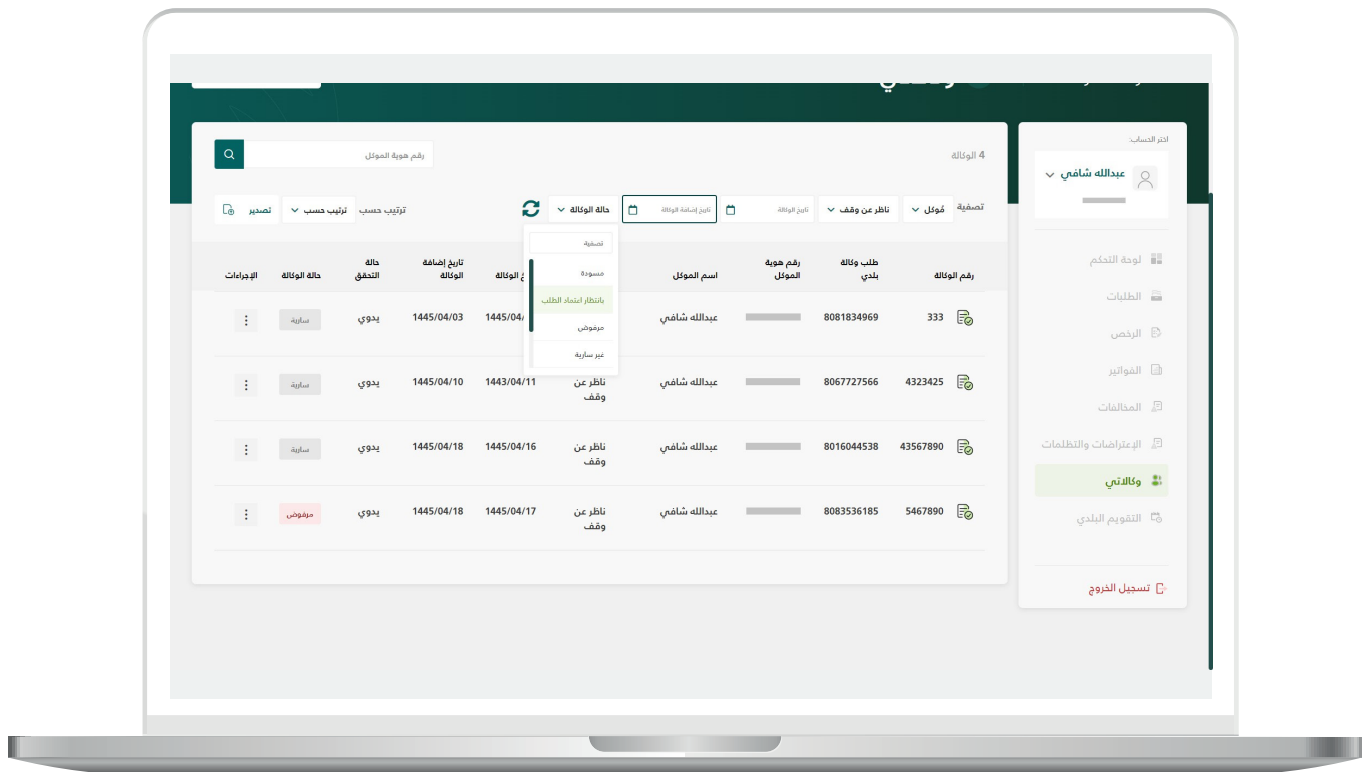 اختر الحساب:
عبدالله شافي
لوحة التحكم
الطلبات
الرخص
الفواتير
المخالفات
الإعتراضات والتظلمات
وكالاتي
التقويم البلدي
تسجيل الخروج
4 الوكالة
رقم هوية الموكل
تصفية
مُوكل
ناظر عن وقف
تاريخ الوكالة
تاريخ إضافة الوكالة
حالة الوكالة
ترتيب حسب
ترتيب حسب
تصدير
تصفية
مسودة
بانتظار اعتماد الطلب
مرفوض
غير سارية
رقم الوكالة
طلب وكالة
بلدي
رقم هوية
الموكل
اسم الموكل
الوكالة
تاريخ إضافة
الوكالة
حالة
التحقق
حالة الوكالة
الإجراءات
333 8081834969 عبدالله شافي 1445/04/ 1445/04/03 يدوي سارية
4323425 8067727566 عبدالله شافي ناظر عن 1443/04/11 1445/04/10 يدوي سارية
وقف
43567890 8016044538 عبدالله شافي ناظر عن 1445/04/16 1445/04/18 يدوي سارية
وقف
5467890 8083536185 عبدالله شافي ناظر عن 1445/04/17 1445/04/18 يدوي مرفوض
وقف